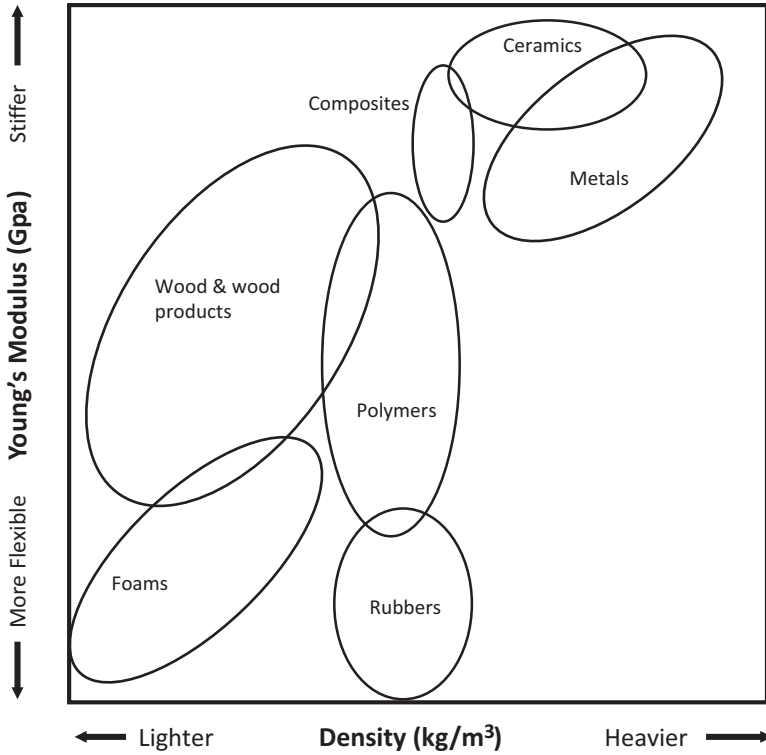 Stiffer
Young's Modulus (Gpa)
More Flexible
Ceramics
Composites
Metals
Wood & wood
products
Polymers
Foams
Rubbers
Lighter
Density (kg/m³)
Heavier